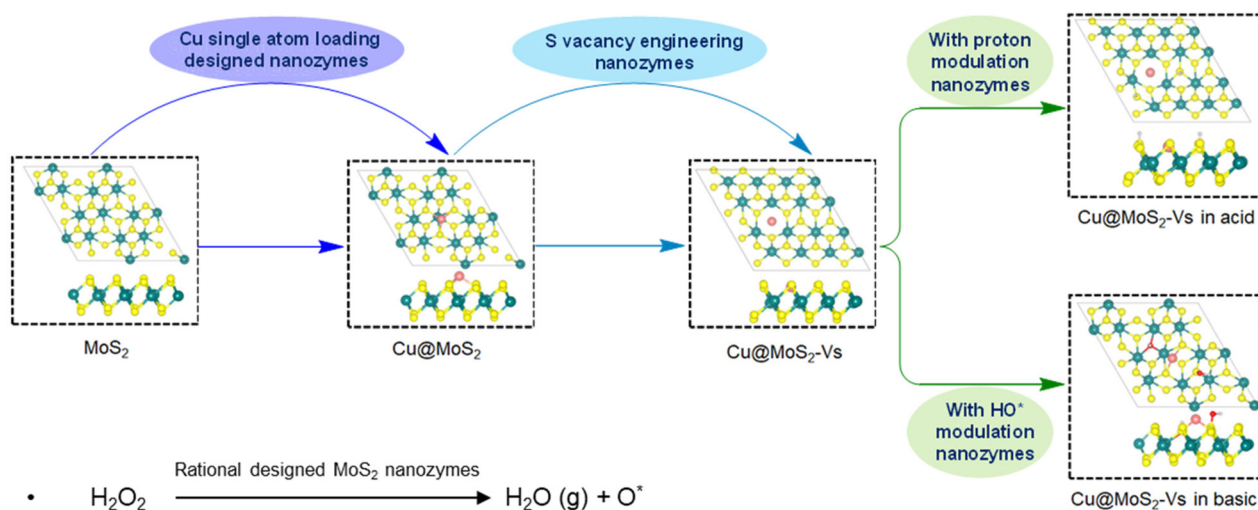 Cu single atom loading
designed nanozymes
S vacancy engineering
nanozymes
With proton
modulation
nanozymes
MoS₂
Cu@MoS₂
Cu@MoS₂-Vs
Cu@MoS₂-Vs in acid
With HO*
modulation
nanozymes
Cu@MoS₂-Vs in basic
Rational designed MoS₂ nanozymes
• H₂O₂ H₂O (g) + O*